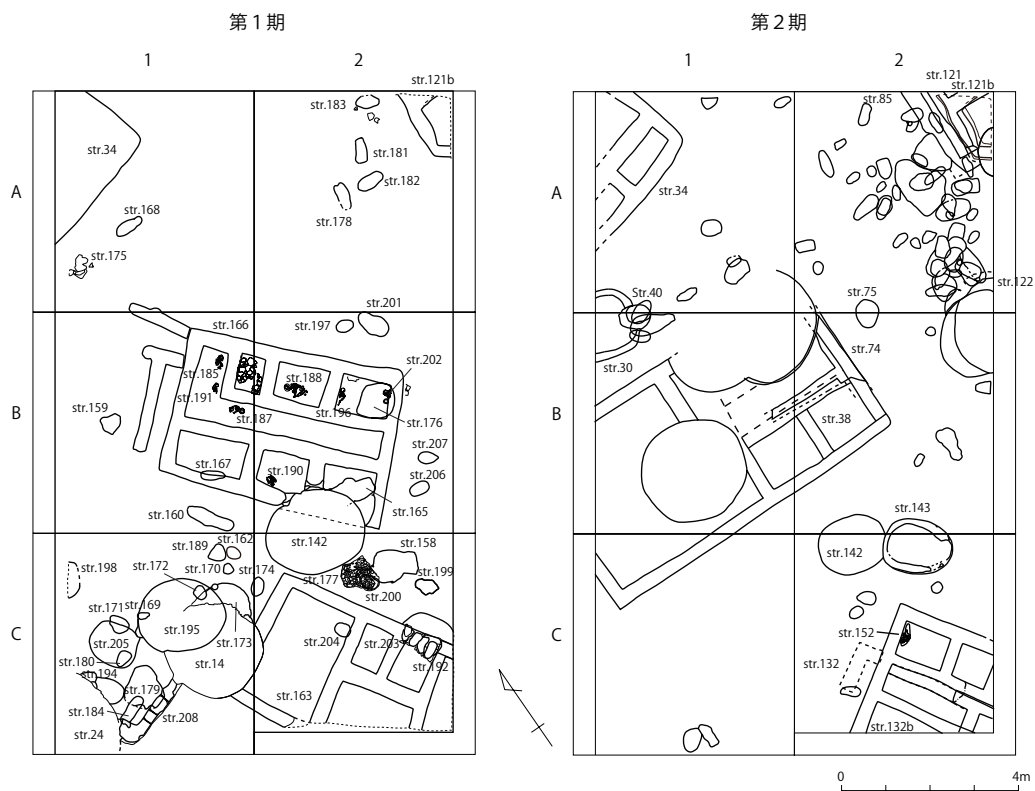 第1期
第2期
1
2
1
2
A
B
C
A
B
C
str.121b
str.183
str.181
str.182
str.178
str.34
str.168
str.175
str.201
str.197
str.166
str.202
str.185
str.188
str.191
str.196
str.187
str.176
str.159
str.207
str.167
str.190
str.206
str.160
str.165
str.142
str.158
str.162
str.189
str.172
str.170
str.174
str.177
str.199
str.198
str.200
str.171
str.169
str.195
str.173
str.204
str.203
str.205
str.14
str.192
str.180
str.194
str.179
str.163
str.184
str.208
str.24
str.121
str.121b
str.85
str.34
str.122
Str.40
str.75
str.30
str.74
str.38
str.143
str.142
str.152
str.132
str.132b
0
4m